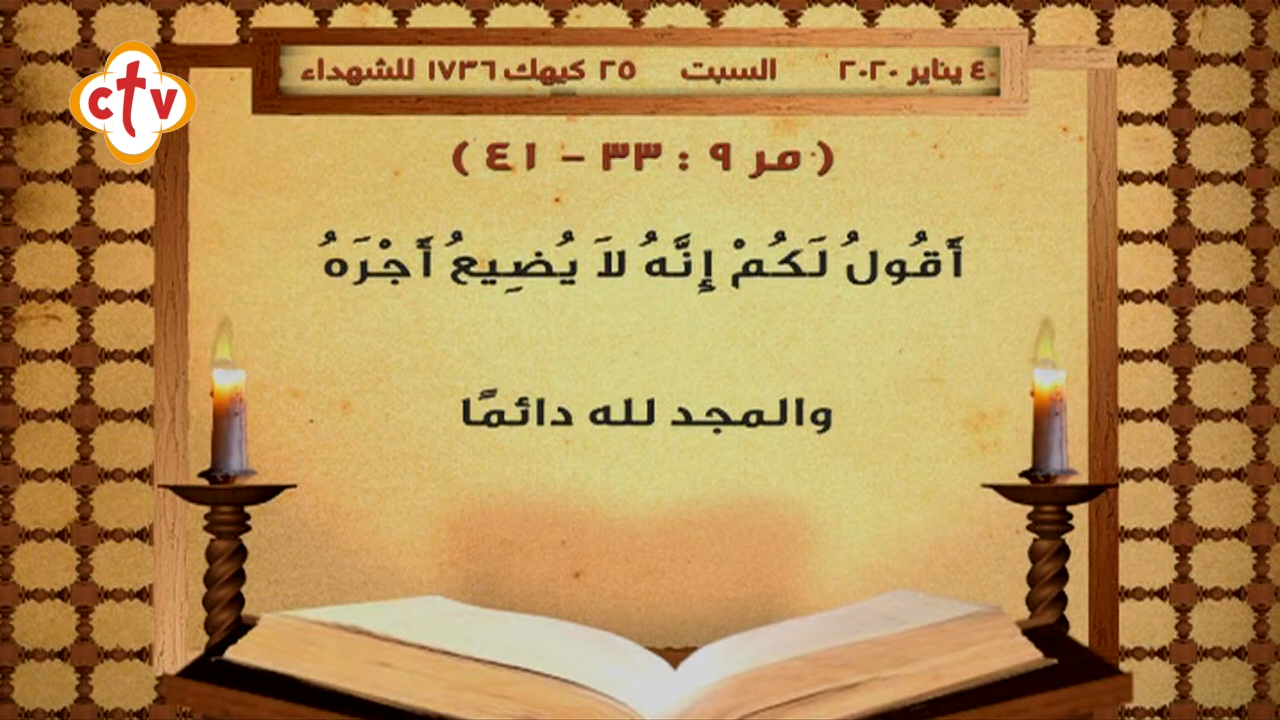 ctv
٤ يناير ٢٠٢٠ السبت ٢٥ كيهك ١٧٣٦ للشهداء
( مر ٩ : ٣٣ - ٤١ )
أَقُولُ لَكُمْ إِنَّهُ لاَ يُضِيعُ أَجْرَهُ
والمجد لله دائمًا